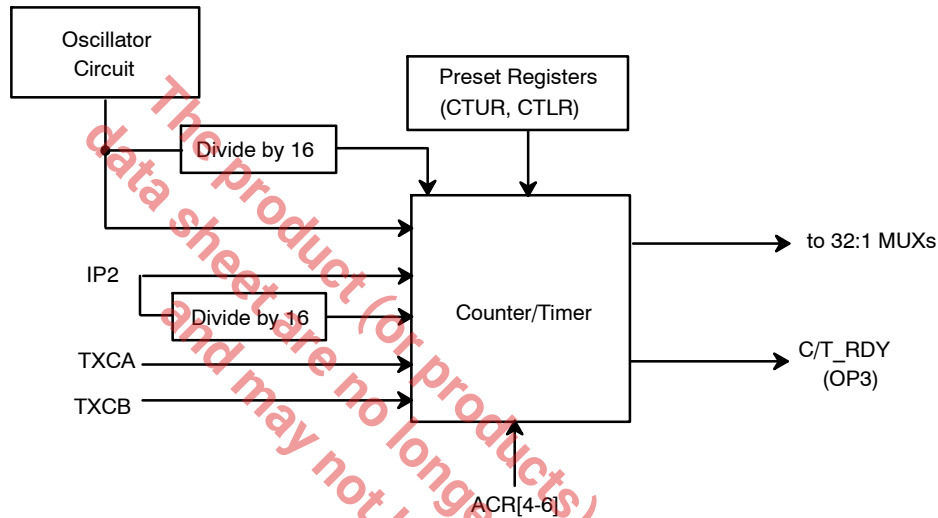 Oscillator
Circuit
Preset Registers
(CTUR, CTLR)
Divide by 16
to 32:1 MUXs
IP2
Divide by 16
Counter/Timer
TXCA
TXCB
C/T_RDY
(OP3)
ACR[4-6]
The product (or products)
data sheet are no longe
and may not